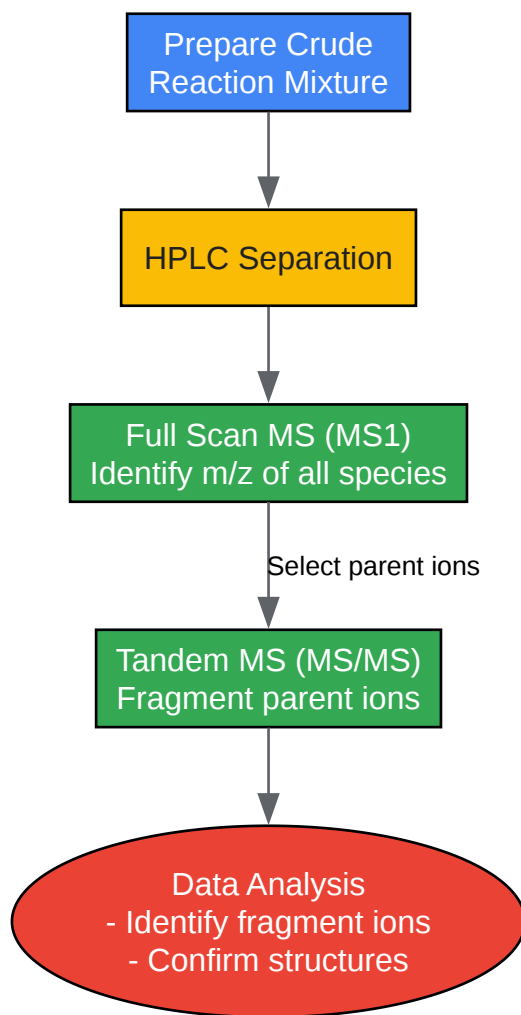 Prepare Crude
Reaction Mixture
HPLC Separation
Full Scan MS (MS1)
Identify m/z of all species
Select parent ions
Tandem MS (MS/MS)
Fragment parent ions
Data Analysis
- Identify fragment ions
- Confirm structures